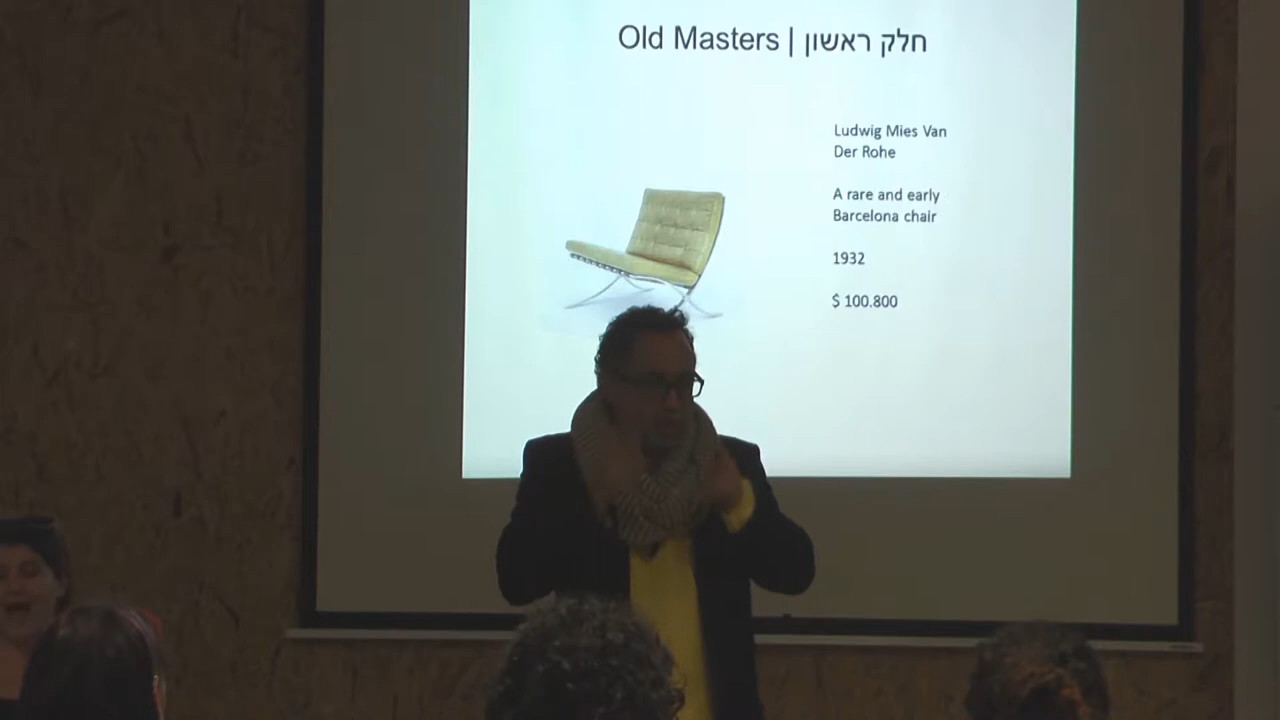 Old Masters | חלק ראשון
Ludwig Mies Van
Der Rohe
A rare and early
Barcelona chair
1932
$ 100.800